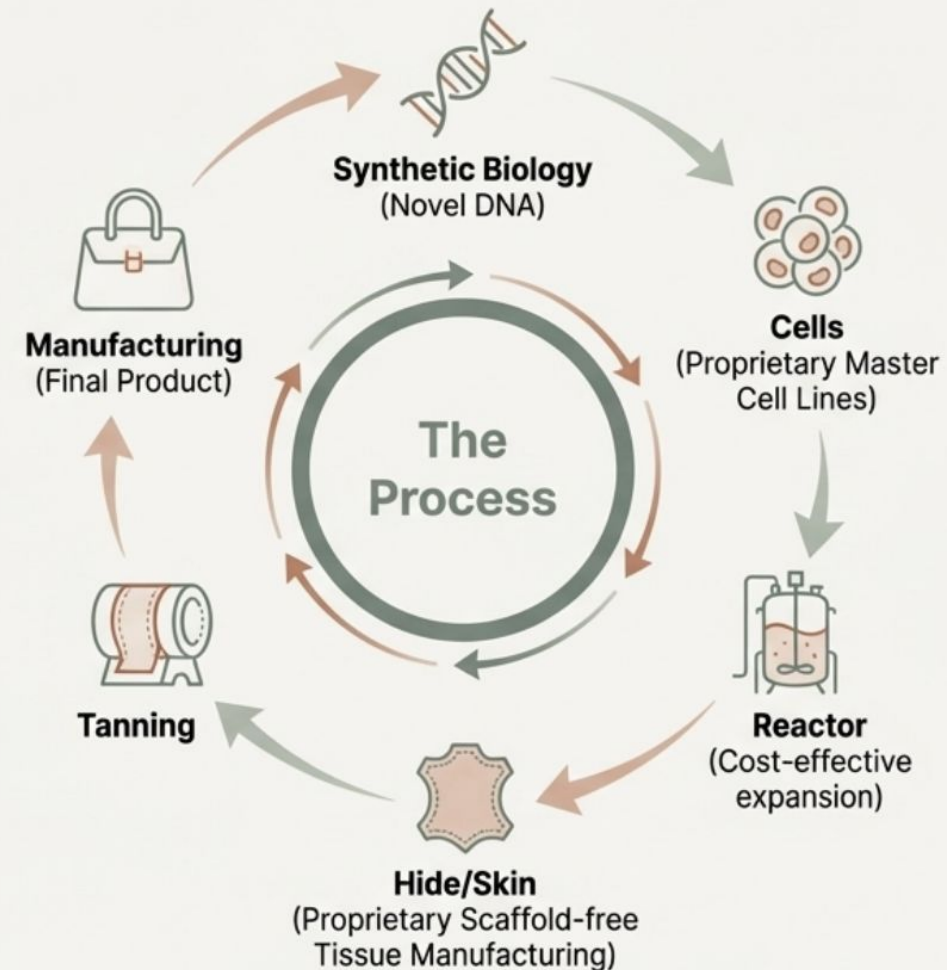 Synthetic Biology
(Novel DNA)
Cells
(Proprietary Master
Cell Lines)
Reactor
(Cost-effective
expansion)
Hide/Skin
(Proprietary Scaffold-free
Tissue Manufacturing)
Tanning
Manufacturing
(Final Product)
The
Process